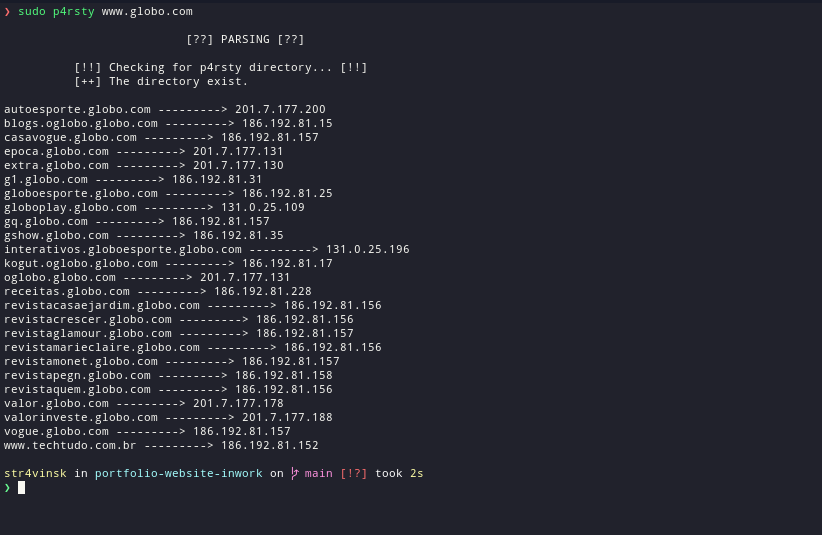 ❯ sudo p4rsty www.globo.com
[??] PARSING [??]
[!!] Checking for p4rsty directory... [!!]
[++] The directory exist.
autoesporte.globo.com ---------> 201.7.177.200
blogs.oglobo.globo.com ---------> 186.192.81.15
casavogue.globo.com ---------> 186.192.81.157
epoca.globo.com ---------> 201.7.177.131
extra.globo.com ---------> 201.7.177.130
g1.globo.com ---------> 186.192.81.31
globoesporte.globo.com ---------> 186.192.81.25
globoplay.globo.com ---------> 131.0.25.109
gq.globo.com ---------> 186.192.81.157
gshow.globo.com ---------> 186.192.81.35
interativos.globoesporte.globo.com ---------> 131.0.25.196
kogut.oglobo.globo.com ---------> 186.192.81.17
oglobo.globo.com ---------> 201.7.177.131
receitas.globo.com ---------> 186.192.81.228
revistacasaejardim.globo.com ---------> 186.192.81.156
revistacrescer.globo.com ---------> 186.192.81.156
revistaglamour.globo.com ---------> 186.192.81.157
revistamarieclaire.globo.com ---------> 186.192.81.156
revistamonet.globo.com ---------> 186.192.81.157
revistapegn.globo.com ---------> 186.192.81.158
revistaquem.globo.com ---------> 186.192.81.156
valor.globo.com ---------> 201.7.177.178
valorinveste.globo.com ---------> 201.7.177.188
vogue.globo.com ---------> 186.192.81.157
www.techtudo.com.br ---------> 186.192.81.152
str4vinsk in portfolio-website-inwork on main [!?] took 2s
❯